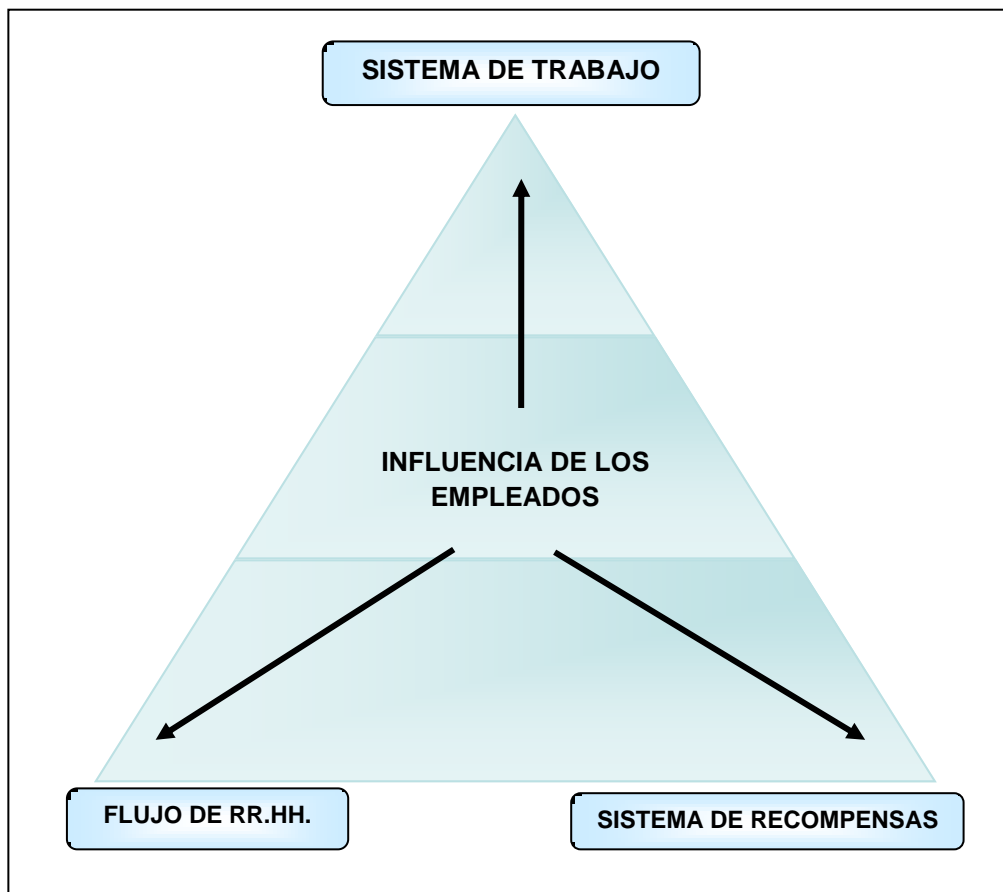 SISTEMA DE TRABAJO
INFLUENCIA DE LOS
EMPLEADOS
FLUJO DE RR.HH.
SISTEMA DE RECOMPENSAS